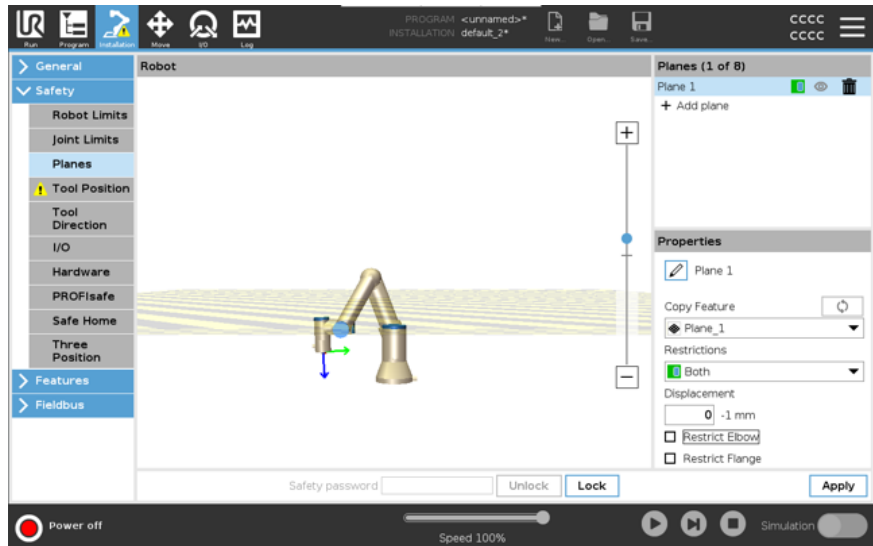 PROGRAM <unnamed>*
INSTALLATION default_2*
New...
Open...
Save...
CCCC
CCCC
Run
Program
Installation
Move
I/O
Log
General
Safety
Robot Limits
Joint Limits
Planes
Tool Position
Tool
Direction
I/O
Hardware
PROFIsafe
Safe Home
Three
Position
Features
Fieldbus
Robot
Planes (1 of 8)
Plane 1
+ Add plane
Properties
Plane 1
Copy Feature
Plane_1
Restrictions
Both
Displacement
0 -1 mm
Restrict Elbow
Restrict Flange
Safety password
Unlock
Lock
Apply
Power off
Speed 100%
Simulation